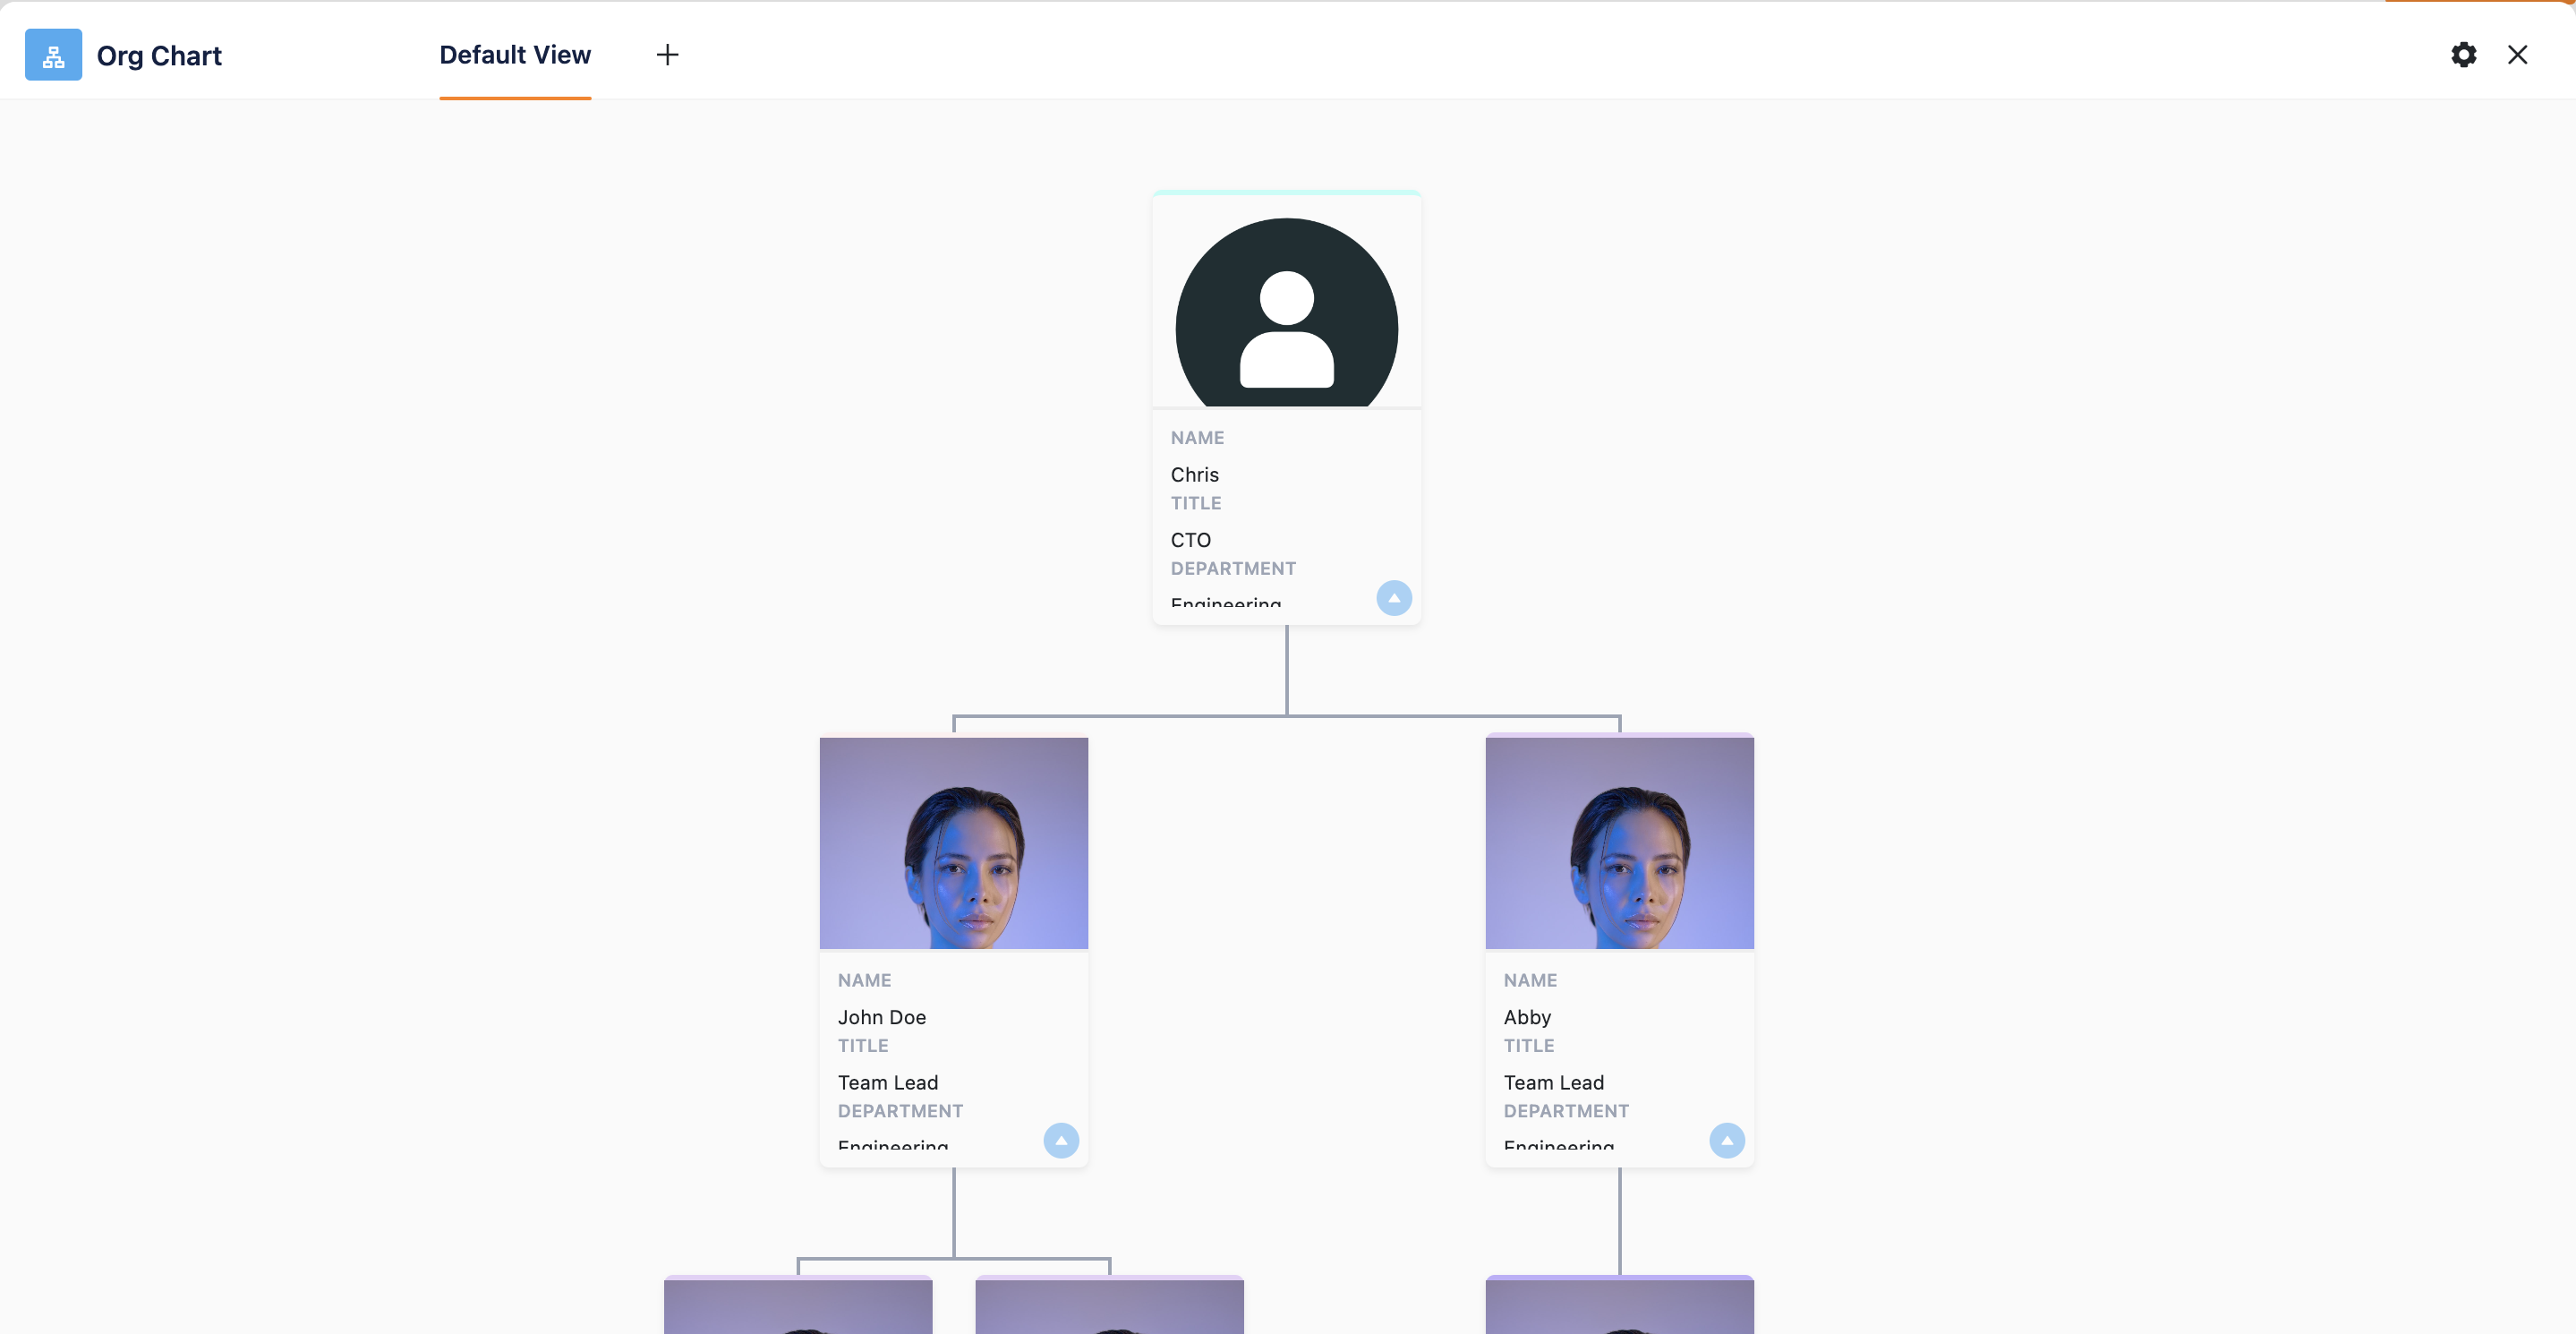 Org Chart
Default View
NAME
Chris
TITLE
CTO
DEPARTMENT
Engineering
NAME
John Doe
TITLE
Team Lead
DEPARTMENT
Engineering
NAME
Abby
TITLE
Team Lead
DEPARTMENT
Engineering